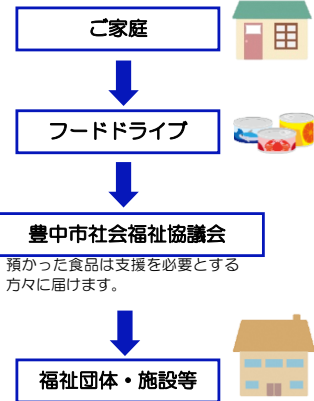 ご家庭
フードドライブ
豊中市社会福祉協議会
預かった食品は支援を必要とする
方々に届けます。
福祉団体・施設等